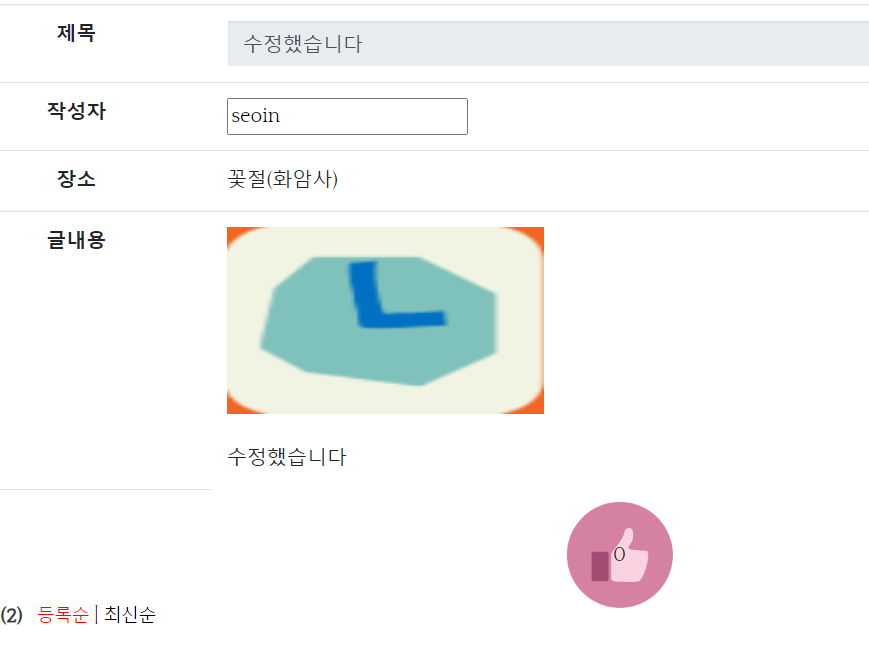 제목 수정했습니다
작성자 seoin
장소 꽃절(화암사)
글내용
수정했습니다
0
(2) 등록순 | 최신순